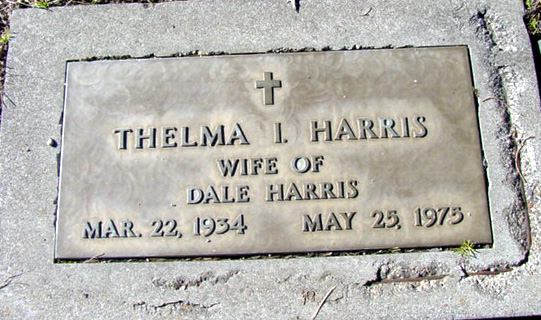 THELMA I. HARRIS
WIFE OF
DALE HARRIS
MAR. 22, 1934 MAY 25, 1975